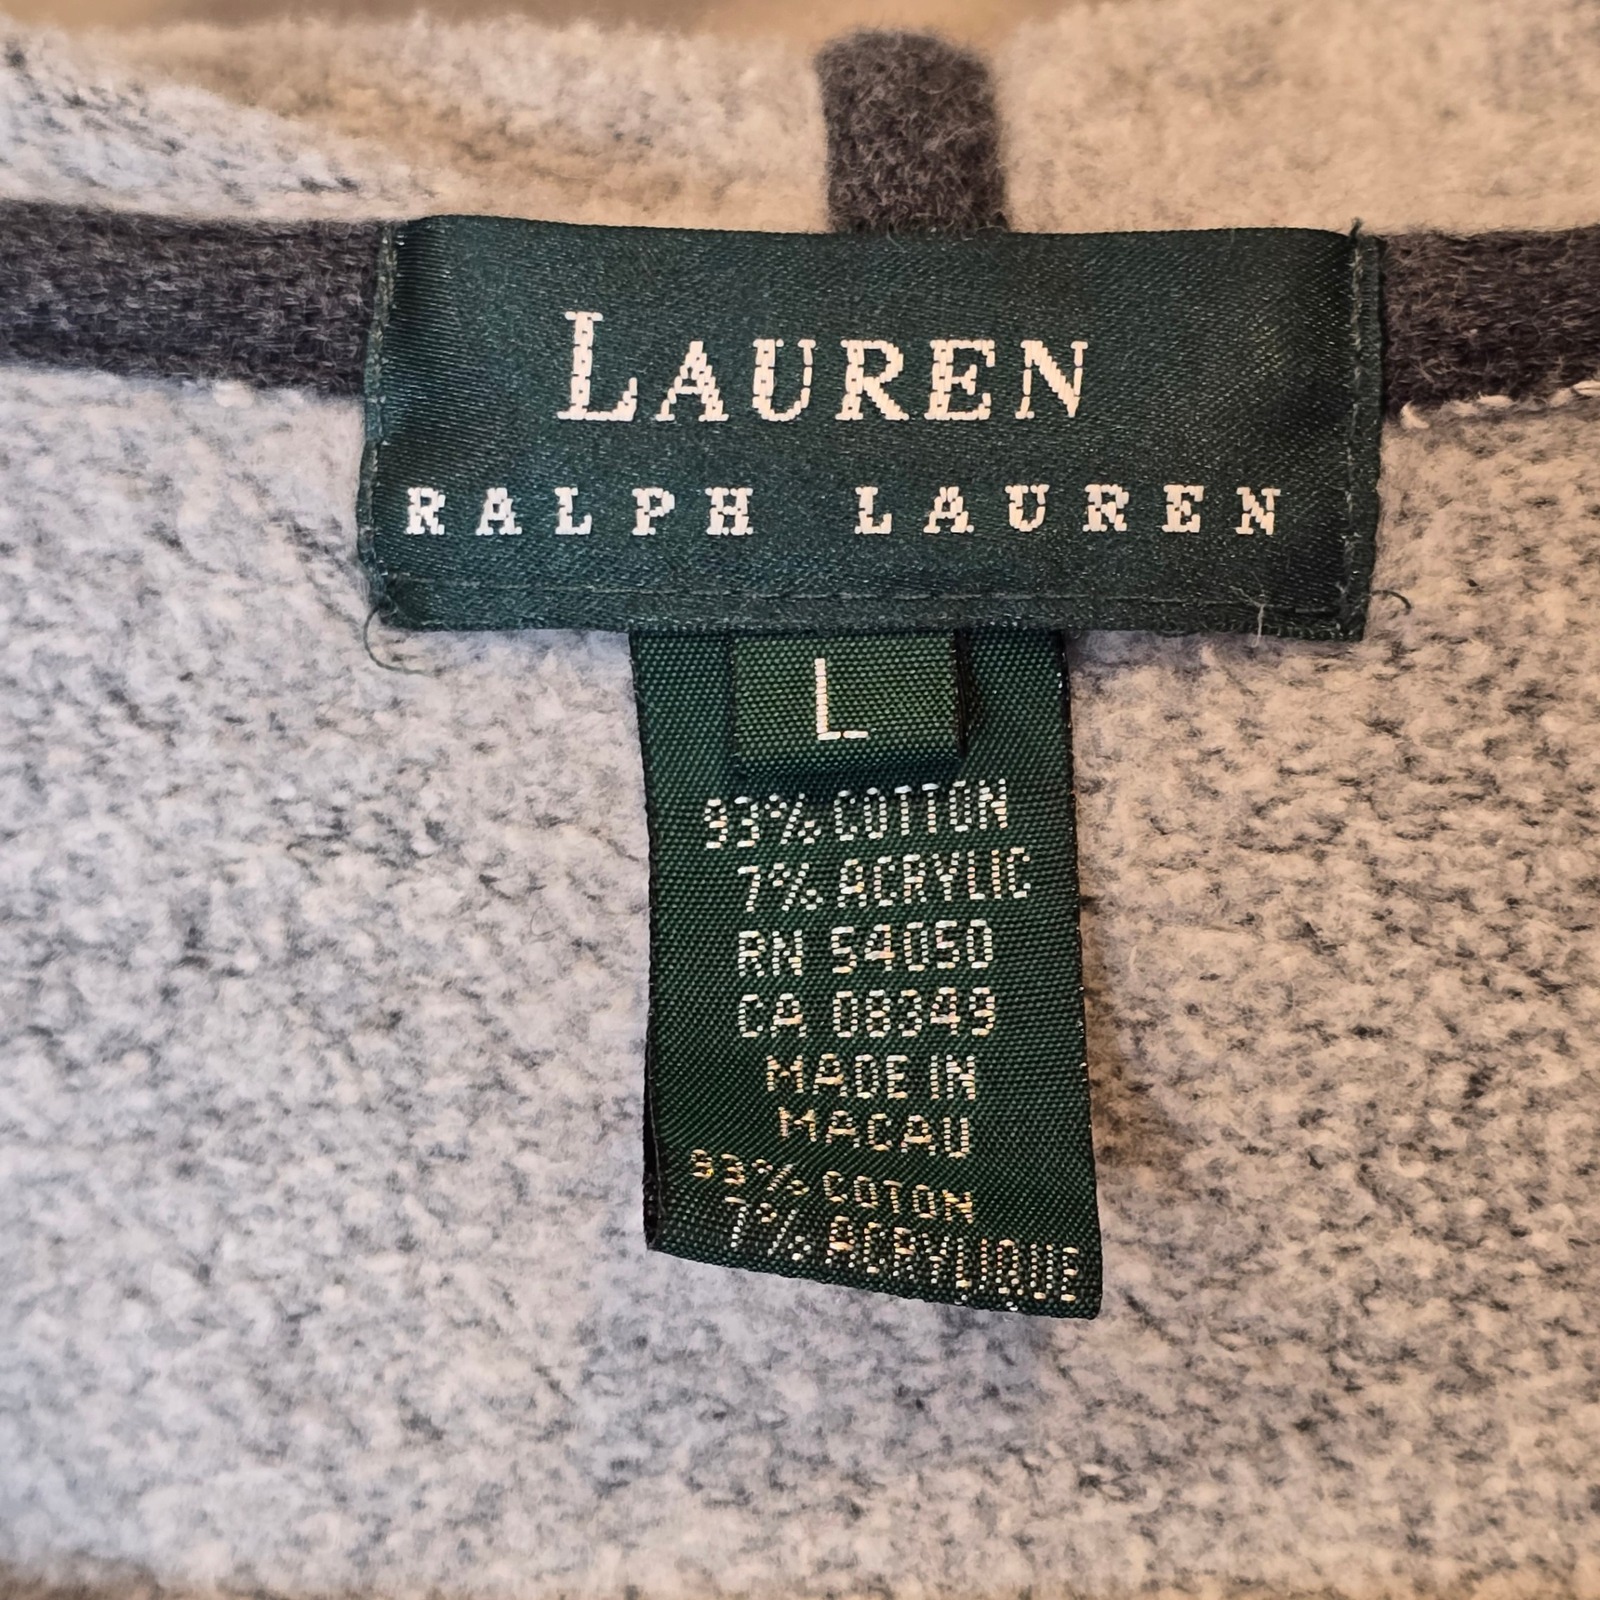 LAUREN
RALPH LAUREN
L
93% COTTON
7% ACRYLIC
RN 54050
CA 08349
MADE IN
MACAU
93% COTON
7% ACRYLIQUE